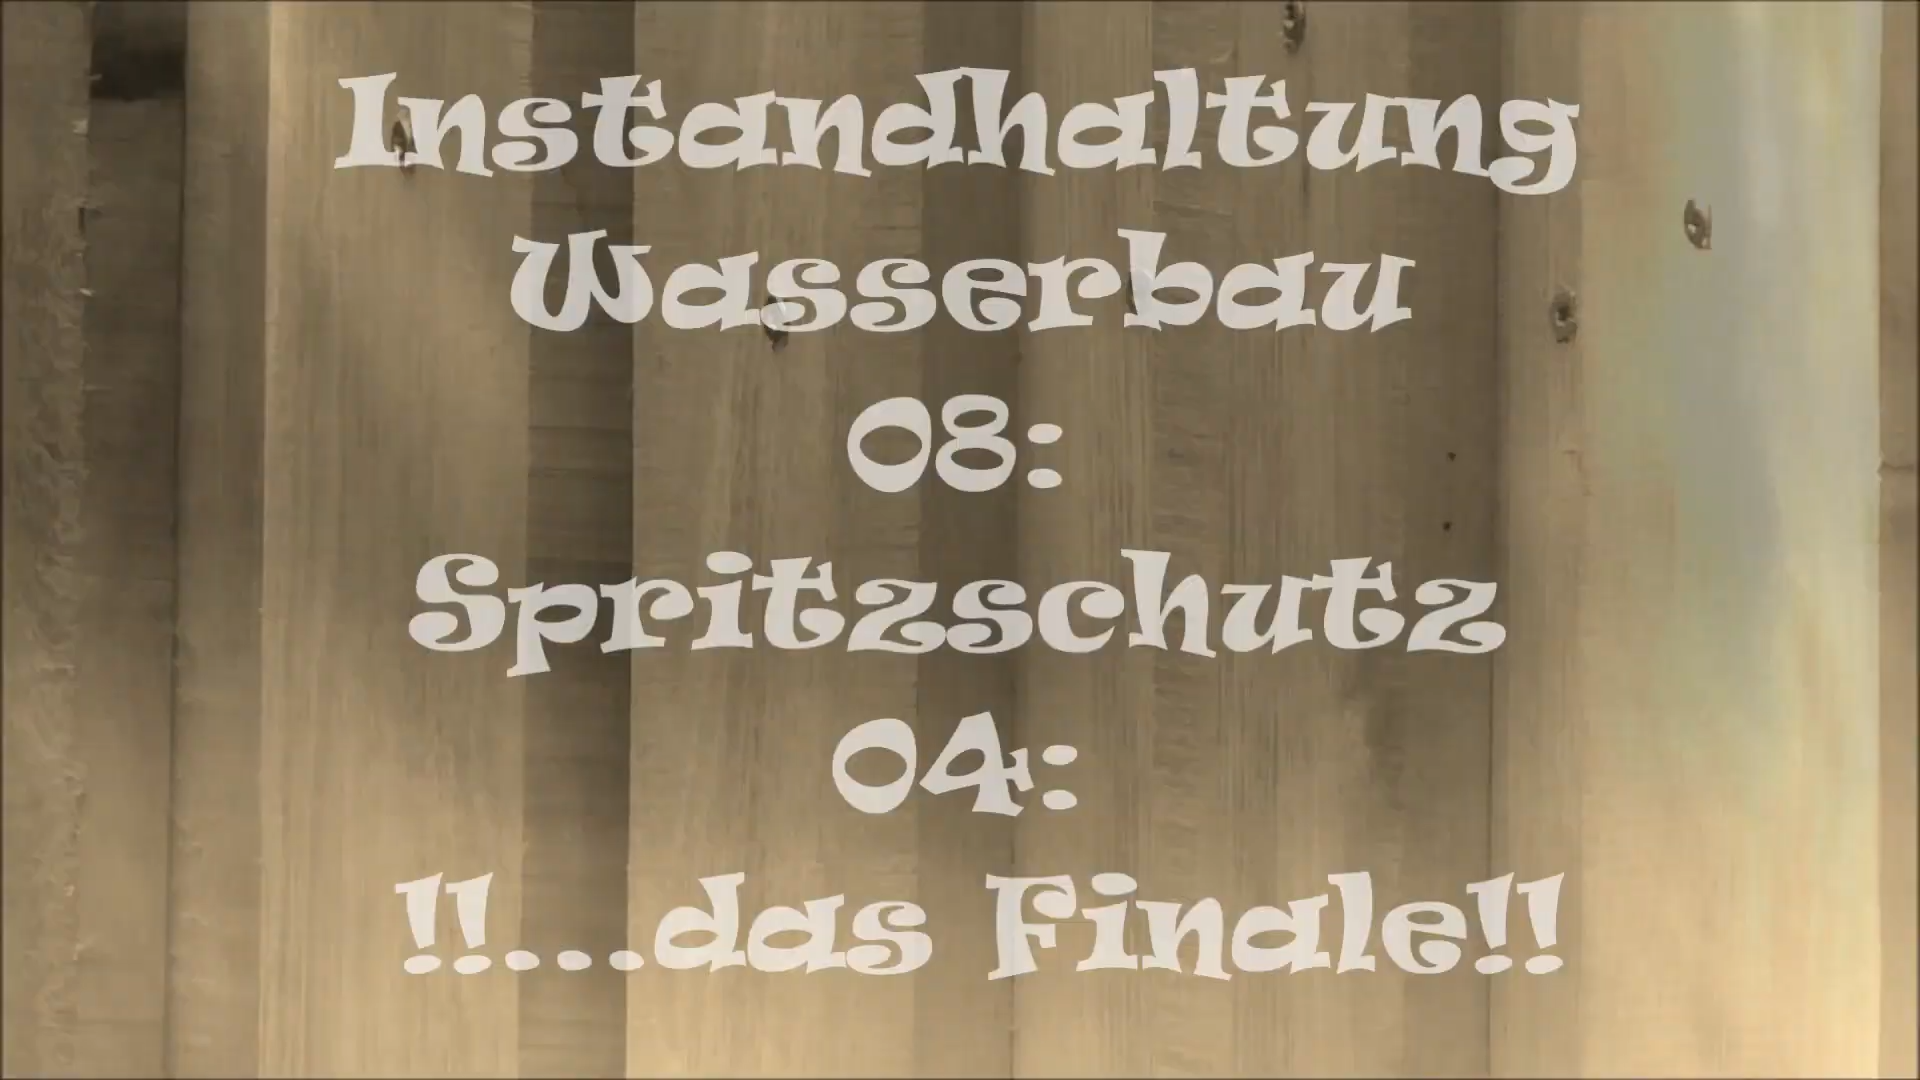 Instandhaltung
Wasserbau
08:
Spritzschutz
04:
!!...das Finale!!